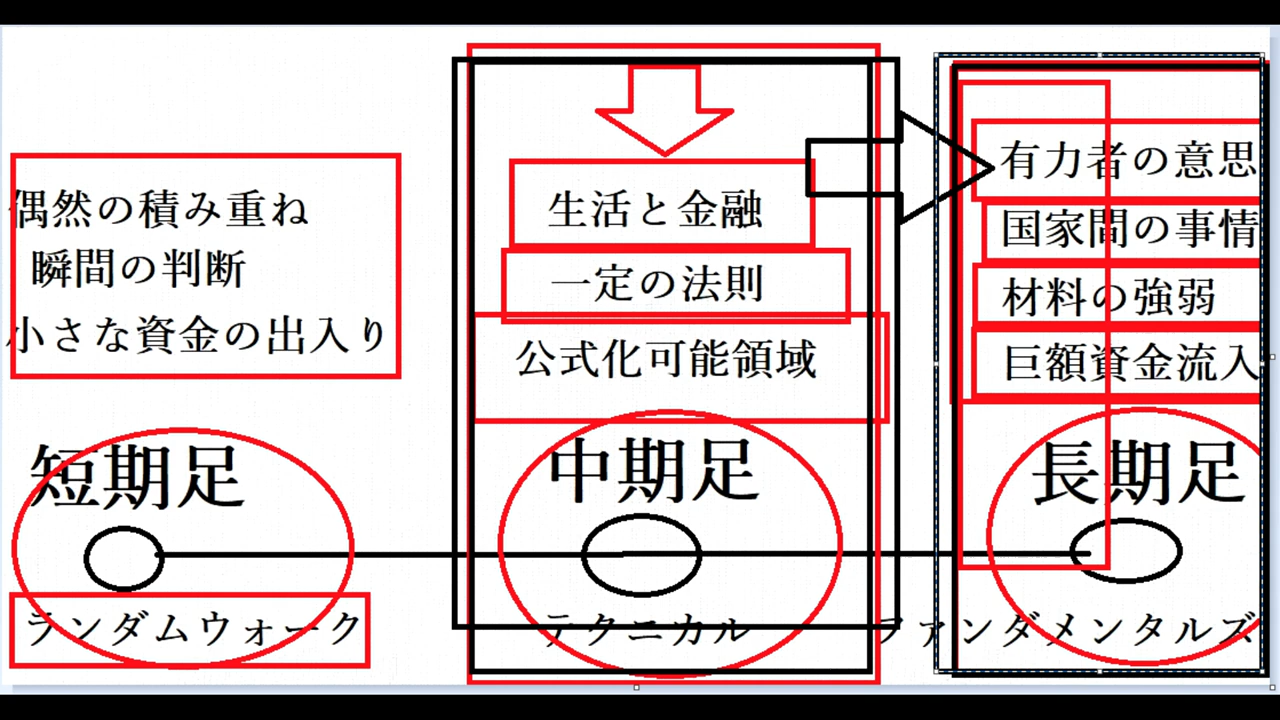 偶然の積み重ね
瞬間の判断
小さな資金の出入り
短期足
ランダムウォーク
生活と金融
一定の法則
公式化可能領域
中期足
テクニカル
有力者の意思
国家間の事情
材料の強弱
巨額資金流入
長期足
ファンダメンタルズ